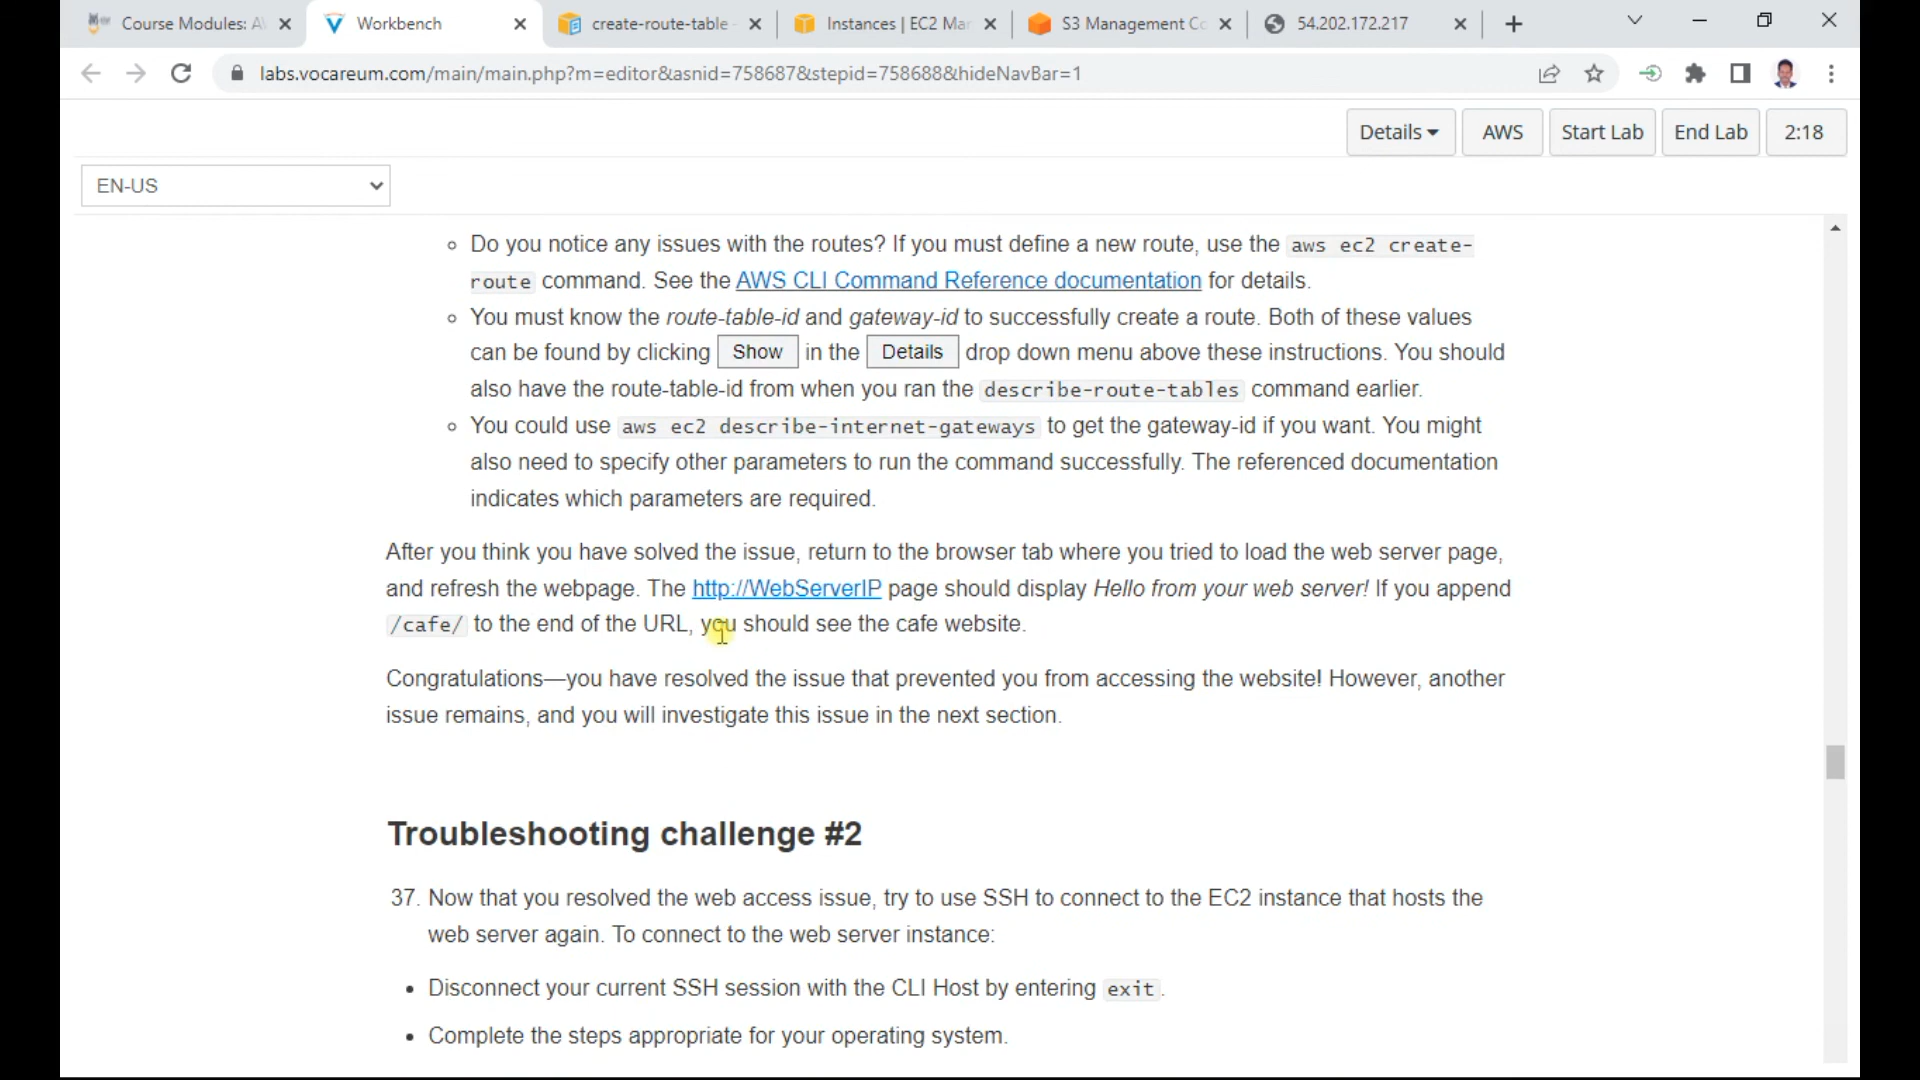 Course Modules: A
Workbench
create-route-table -
Instances | EC2 Mar
S3 Management Co
54.202.172.217
labs.vocareum.com/main/main.php?m=editor&asnid=758687&stepid=758688&hideNavBar=1
Details
AWS
Start Lab
End Lab
2:18
EN-US
Do you notice any issues with the routes? If you must define a new route, use the aws ec2 create-
route command. See the AWS CLI Command Reference documentation for details.
You must know the route-table-id and gateway-id to successfully create a route. Both of these values
can be found by clicking Show in the Details drop down menu above these instructions. You should
also have the route-table-id from when you ran the describe-route-tables command earlier.
You could use aws ec2 describe-internet-gateways to get the gateway-id if you want. You might
also need to specify other parameters to run the command successfully. The referenced documentation
indicates which parameters are required.
After you think you have solved the issue, return to the browser tab where you tried to load the web server page,
and refresh the webpage. The http://WebServerIP page should display Hello from your web server! If you append
/cafe/ to the end of the URL, you should see the cafe website.
Congratulations—you have resolved the issue that prevented you from accessing the website! However, another
issue remains, and you will investigate this issue in the next section.
Troubleshooting challenge #2
37. Now that you resolved the web access issue, try to use SSH to connect to the EC2 instance that hosts the
web server again. To connect to the web server instance:
• Disconnect your current SSH session with the CLI Host by entering exit.
• Complete the steps appropriate for your operating system.